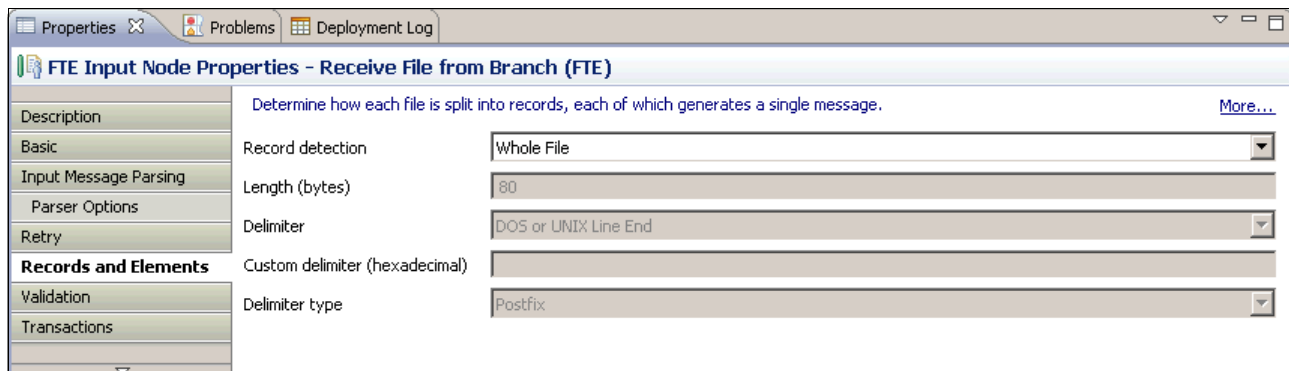 Properties Problems Deployment Log
FTE Input Node Properties - Receive File from Branch (FTE)
Description
Basic
Input Message Parsing
Parser Options
Retry
Records and Elements
Validation
Transactions
Determine how each file is split into records, each of which generates a single message. More...
Record detection Whole File
Length (bytes) 80
Delimiter DOS or UNIX Line End
Custom delimiter (hexadecimal)
Delimiter type Postfix